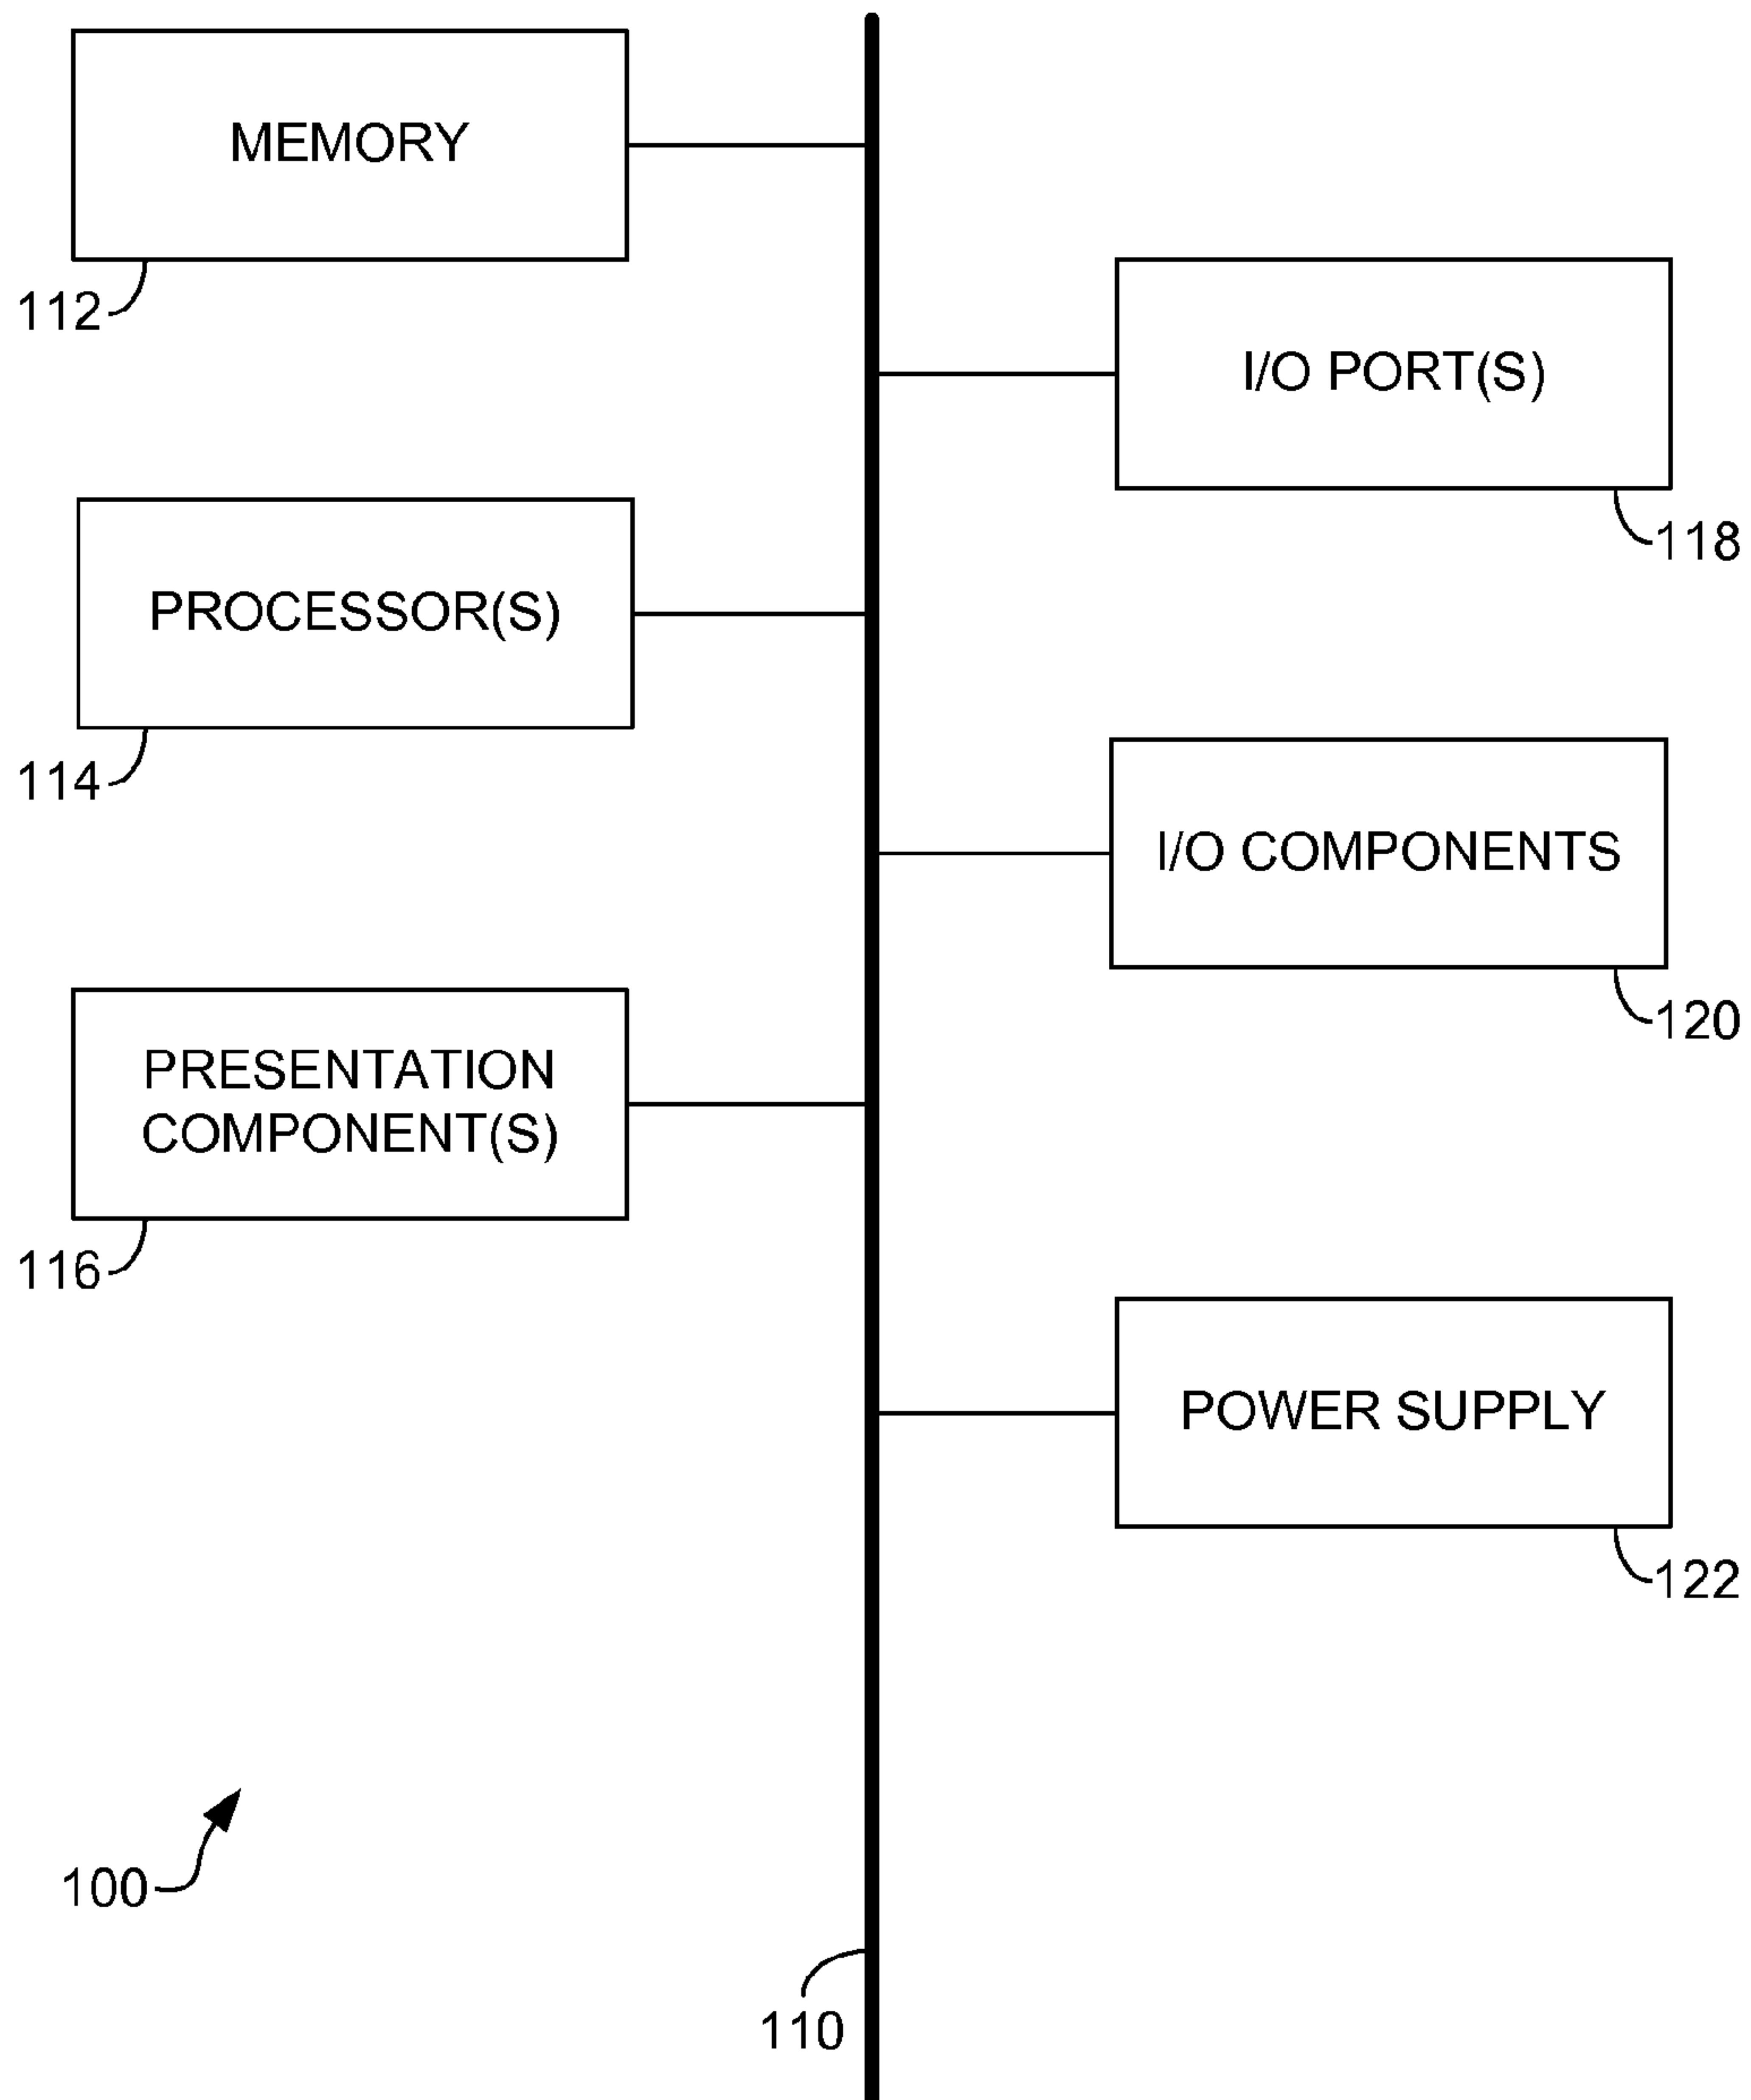 MEMORY
112
I/O PORT(S)
118
PROCESSOR(S)
114
I/O COMPONENTS
120
PRESENTATION
COMPONENT(S)
116
POWER SUPPLY
122
100
110